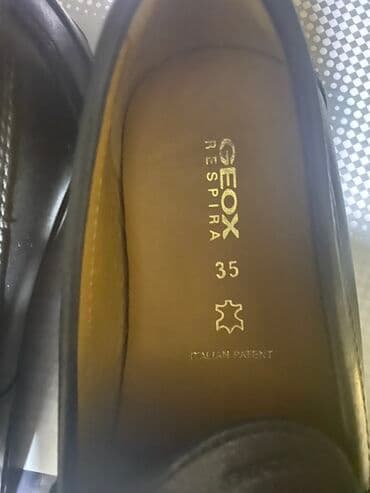 GEOX
RESPIRA
35
ITALIAN PATENT